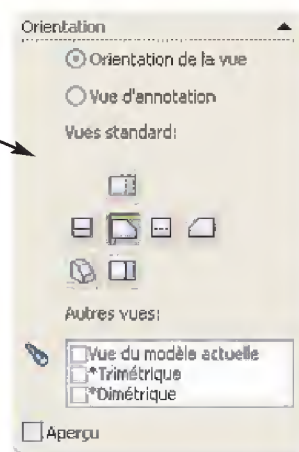 Orientation
Orientation de la vue
Vue d'annotation
Vues standard:
Autres vues:
Vue du modèle actuelle
*Trimétrique
*Dimétrique
Aperçu